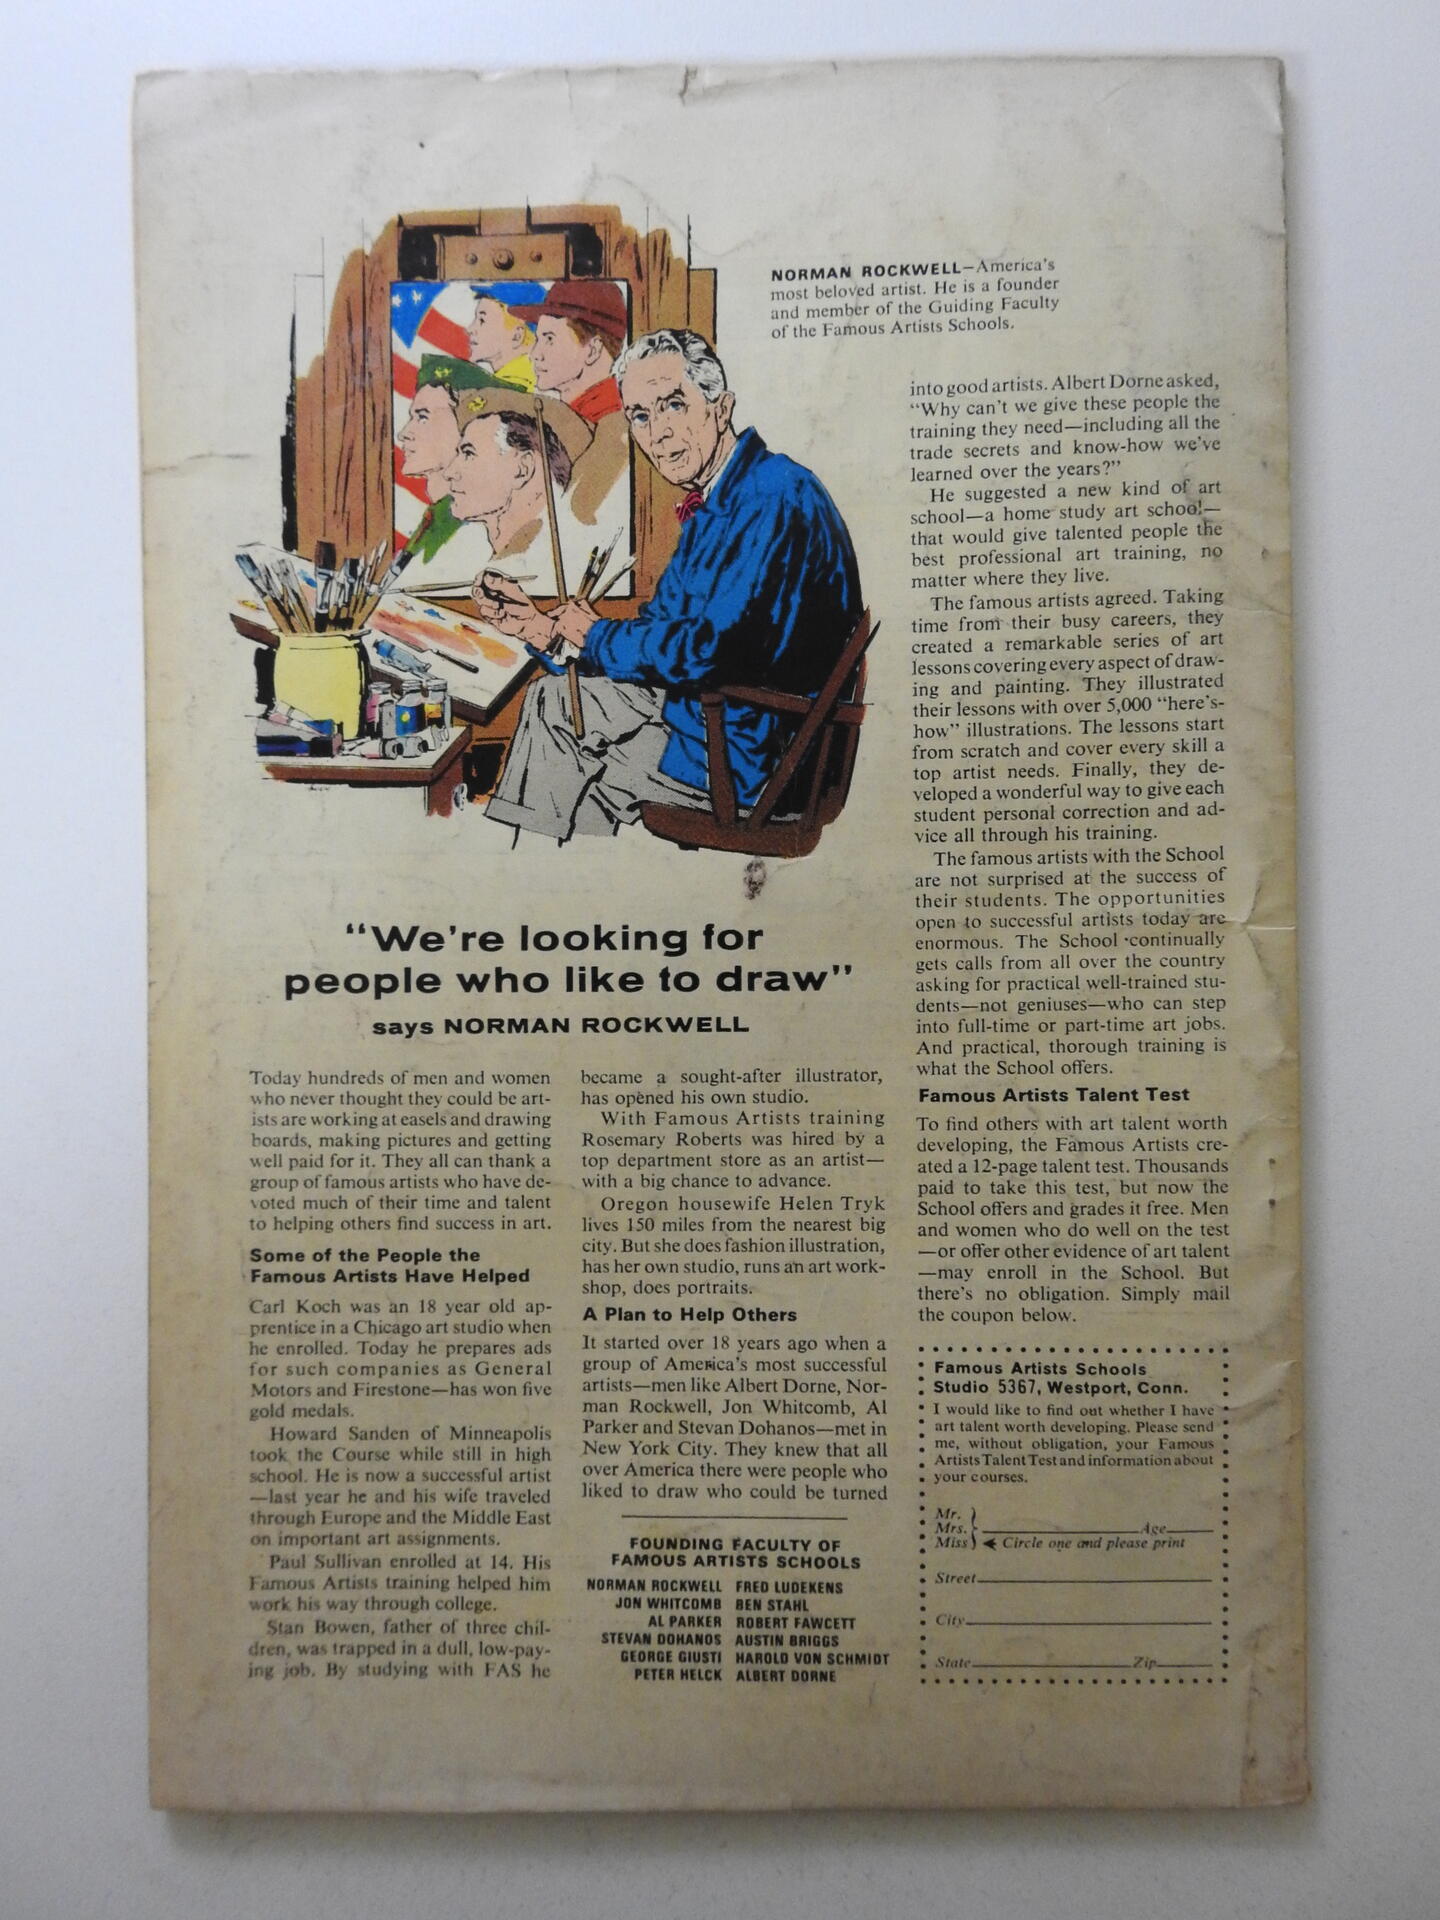 NORMAN ROCKWELL—America's
most beloved artist. He is a founder
and member of the Guiding Faculty
of the Famous Artists Schools.
"We're looking for
people who like to draw"
says NORMAN ROCKWELL
Today hundreds of men and women
who never thought they could be art-
ists are working at easels and drawing
boards, making pictures and getting
well paid for it. They all can thank a
group of famous artists who have de-
voted much of their time and talent
to helping others find success in art.
Some of the People the
Famous Artists Have Helped
Carl Koch was an 18 year old ap-
prentice in a Chicago art studio when
he enrolled. Today he prepares ads
for such companies as General
Motors and Firestone—has won five
gold medals.
Howard Sanden of Minneapolis
took the Course while still in high
school. He is now a successful artist
—last year he and his wife traveled
through Europe and the Middle East
on important art assignments.
Paul Sullivan enrolled at 14. His
Famous Artists training helped him
work his way through college.
Stan Bowen, father of three chil-
dren, was trapped in a dull, low-pay-
ing job. By studying with FAS he
became a sought-after illustrator,
has opened his own studio.
With Famous Artists training
Rosemary Roberts was hired by a
top department store as an artist—
with a big chance to advance.
Oregon housewife Helen Tryk
lives 150 miles from the nearest big
city. But she does fashion illustration,
has her own studio, runs an art work-
shop, does portraits.
A Plan to Help Others
It started over 18 years ago when a
group of America's most successful
artists—men like Albert Dorne, Nor-
man Rockwell, Jon Whitcomb, Al
Parker and Stevan Dohanos—met in
New York City. They knew that all
over America there were people who
liked to draw who could be turned
FOUNDING FACULTY OF
FAMOUS ARTISTS SCHOOLS
NORMAN ROCKWELL FRED LUDEKENS
JON WHITCOMB BEN STAHL
AL PARKER ROBERT FAWCETT
STEVAN DOHANOS AUSTIN BRIGGS
GEORGE GIUSTI HAROLD VON SCHMIDT
PETER HELCK ALBERT DORNE
into good artists. Albert Dorne asked,
"Why can't we give these people the
training they need—including all the
trade secrets and know-how we've
learned over the years?"
He suggested a new kind of art
school—a home study art school—
that would give talented people the
best professional art training, no
matter where they live.
The famous artists agreed. Taking
time from their busy careers, they
created a remarkable series of art
lessons covering every aspect of draw-
ing and painting. They illustrated
their lessons with over 5,000 "here's-
how" illustrations. The lessons start
from scratch and cover every skill a
top artist needs. Finally, they de-
veloped a wonderful way to give each
student personal correction and ad-
vice all through his training.
The famous artists with the School
are not surprised at the success of
their students. The opportunities
open to successful artists today are
enormous. The School continually
gets calls from all over the country
asking for practical well-trained stu-
dents—not geniuses—who can step
into full-time or part-time art jobs.
And practical, thorough training is
what the School offers.
Famous Artists Talent Test
To find others with art talent worth
developing, the Famous Artists cre-
ated a 12-page talent test. Thousands
paid to take this test, but now the
School offers and grades it free. Men
and women who do well on the test
—or offer other evidence of art talent
—may enroll in the School. But
there's no obligation. Simply mail
the coupon below.
Famous Artists Schools
Studio 5367, Westport, Conn.
I would like to find out whether I have
art talent worth developing. Please send
me, without obligation, your Famous
Artists Talent Test and information about
your courses.
Mr.
Mrs. Age
Miss Circle one and please print
Street
City
State Zip